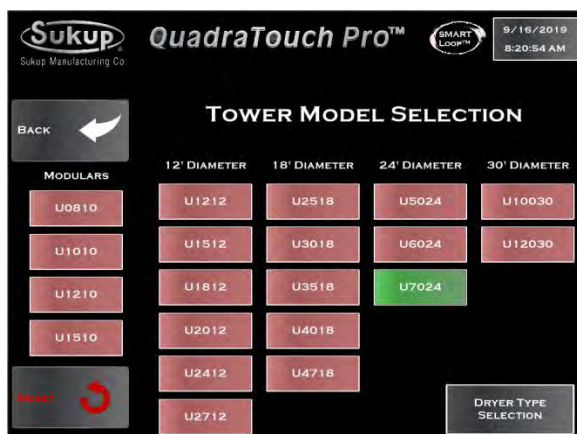 Sukup
Sukup Manufacturing Co
QuadraTouch Pro™
SMART
LOOP™
9/16/2019
8:20:54 AM
BACK
TOWER MODEL SELECTION
MODULARS
12' DIAMETER
18' DIAMETER
24' DIAMETER
30' DIAMETER
U0810
U1010
U1210
U1510
U1212
U1512
U1812
U2012
U2412
U2712
U2518
U3018
U3518
U4018
U4718
U5024
U6024
U7024
U10030
U12030
RESET
DRYER TYPE
SELECTION